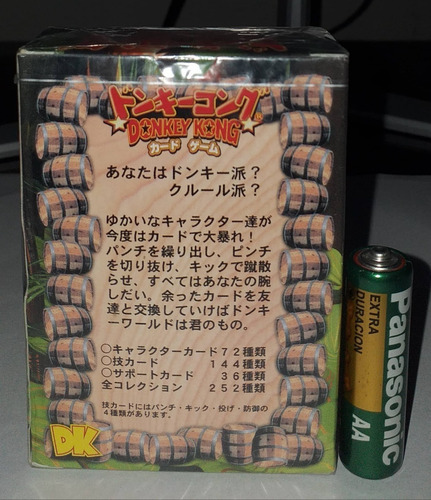 ドンキーコング
DONKEY KONG
カード ゲーム
あなたはドンキー派？
クルール派？
ゆかいなキャラクター達が
今度はカードで大暴れ！
パンチを繰り出し、ピンチ
を切り抜け、キックで蹴散
らせ、すべてはあなたの腕
しだい。余ったカードを友
達と交換していけばドンキ
ーワールドは君のもの。
○キャラクターカード７２種類
○技カード １４４種類
○サポートカード ３６種類
全コレクション ２５２種類
技カードにはパンチ・キック・投げ・防御の
４種類があります。
DK
Panasonic
EXTRA
DURACION
AA